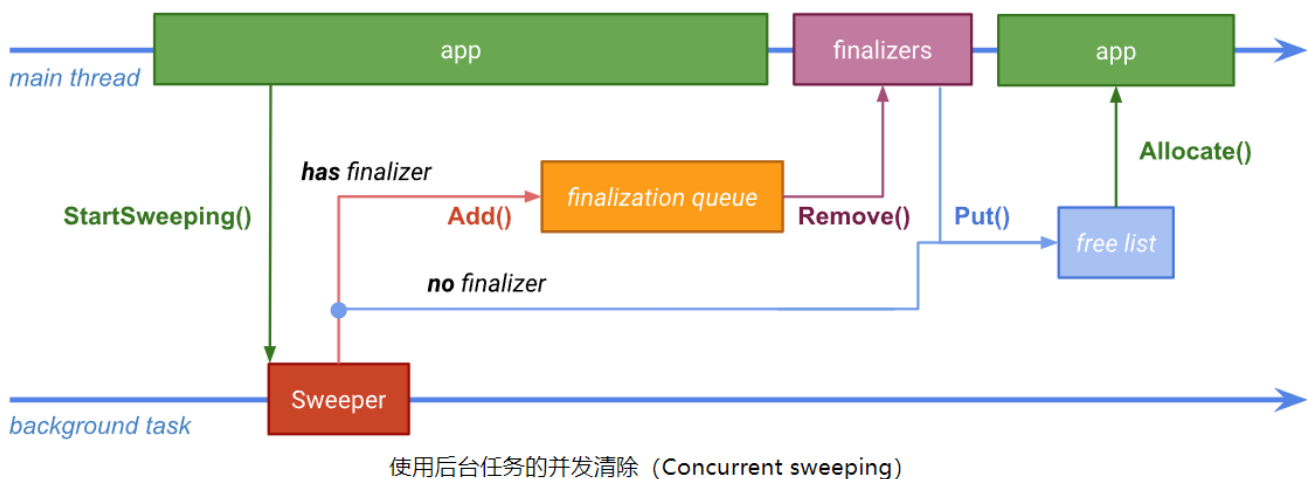 app
finalizers
app
main thread
Allocate()
has finalizer
StartSweeping()
Add()
finalization queue
Remove()
Put()
free list
no finalizer
Sweeper
background task
使用后台任务的并发清除（Concurrent sweeping）